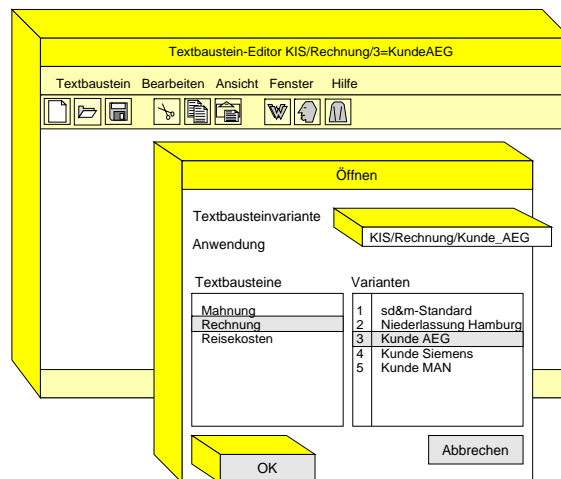 Textbaustein-Editor KIS/Rechnung/3=KundeAEG
Textbaustein Bearbeiten Ansicht Fenster Hilfe
W
Öffnen
Textbausteinvariante
KIS/Rechnung/Kunde_AEG
Anwendung
Textbausteine Varianten
Mahnung
Rechnung
Reisekosten
1 sd&m-Standard
2 Niederlassung Hamburg
3 Kunde AEG
4 Kunde Siemens
5 Kunde MAN
Abbrechen
OK